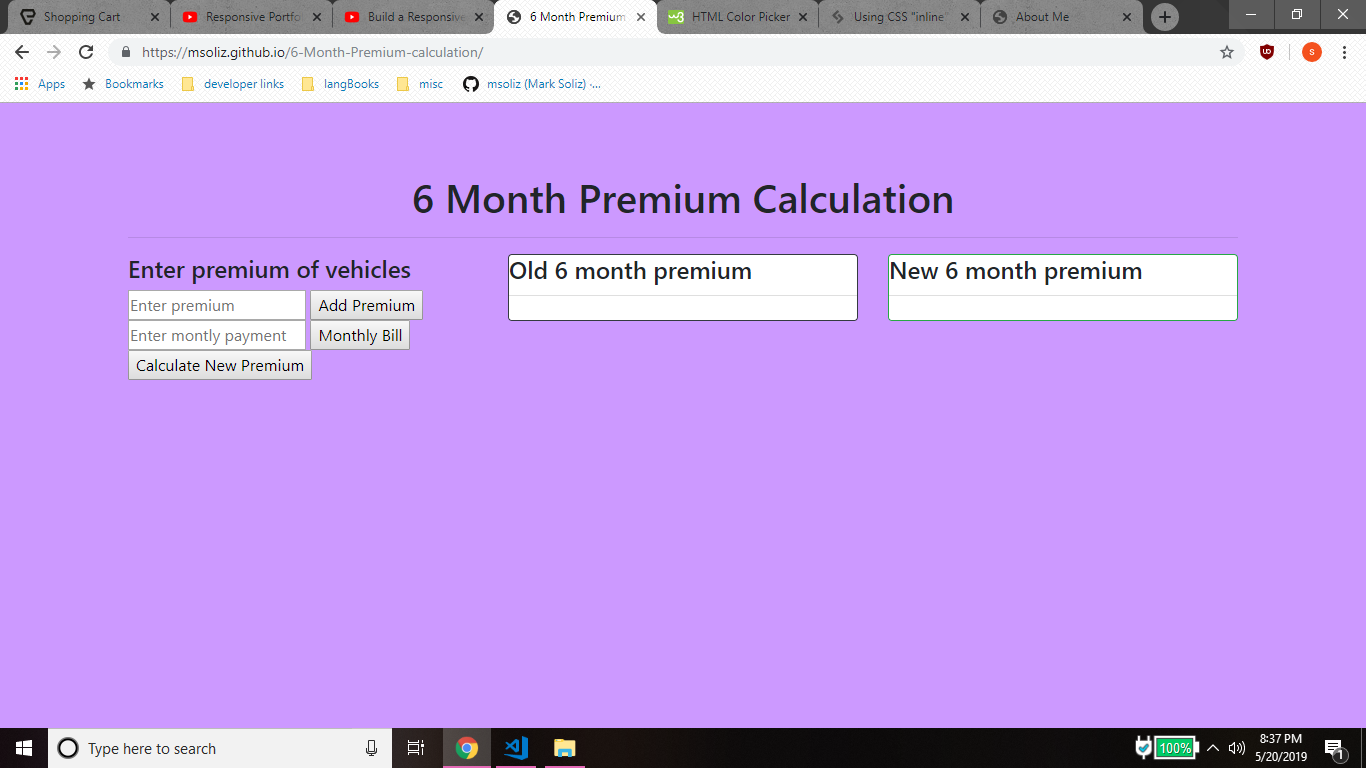 Shopping Cart
Responsive Portfo
Build a Responsive
6 Month Premium
HTML Color Picker
Using CSS "inline
About Me
https://msoliz.github.io/6-Month-Premium-calculation/
UD
s
Apps
Bookmarks
developer links
langBooks
misc
msoliz (Mark Soliz) ·...
6 Month Premium Calculation
Enter premium of vehicles
Enter premium
Add Premium
Enter montly payment
Monthly Bill
Calculate New Premium
Old 6 month premium
New 6 month premium
Type here to search
100%
8:37 PM
5/20/2019
1